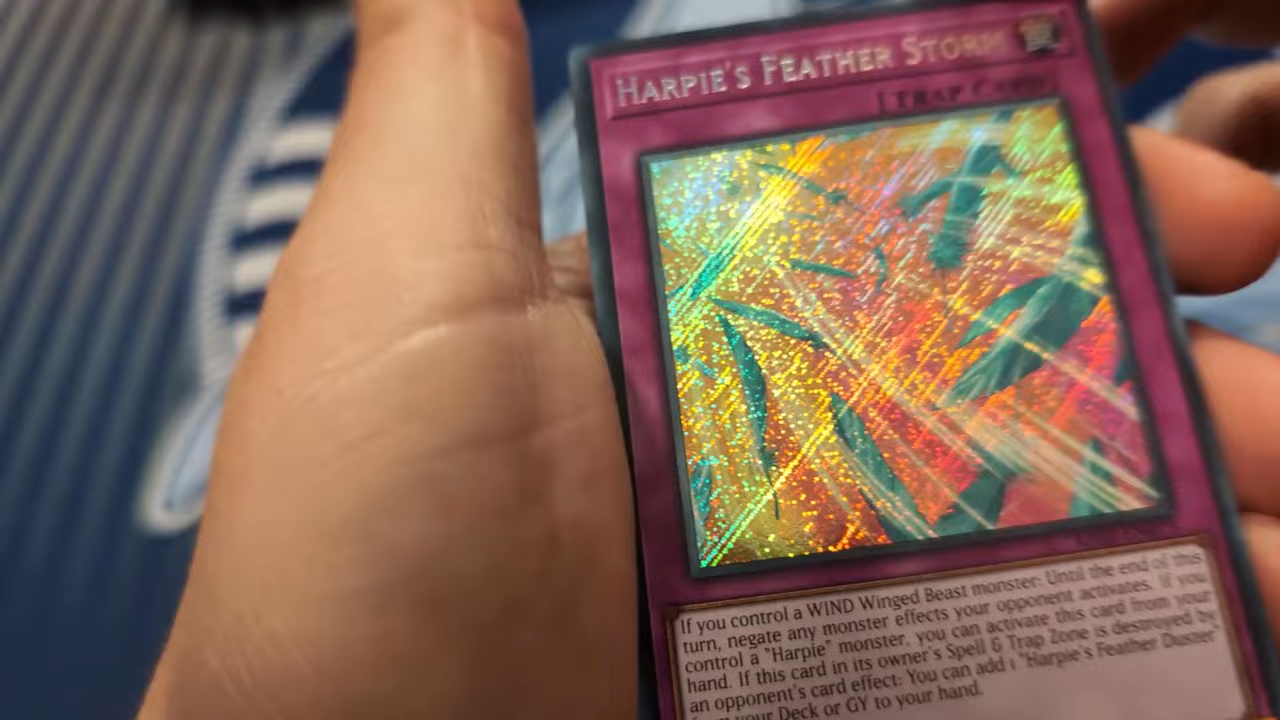 HARPIE'S FEATHER STORM
[TRAP CARD]
If you control a WIND Winged Beast monster: Until the end of this
turn, negate any monster effects your opponent activates. If you
control a "Harpie" monster, you can activate this card from your
hand. If this card in its owner's Spell & Trap Zone is destroyed by
an opponent's card effect: You can add 1 "Harpie's Feather Duster"
from your Deck or GY to your hand.